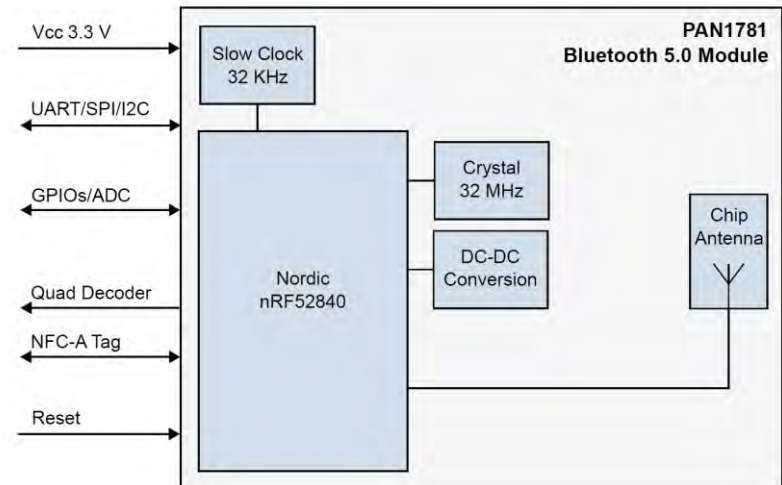 Vcc 3.3 V
UART/SPI/I2C
GPIOs/ADC
Quad Decoder
NFC-A Tag
Reset
PAN1781
Bluetooth 5.0 Module
Slow Clock
32 KHz
Nordic
nRF52840
Crystal
32 MHz
DC-DC
Conversion
Chip
Antenna